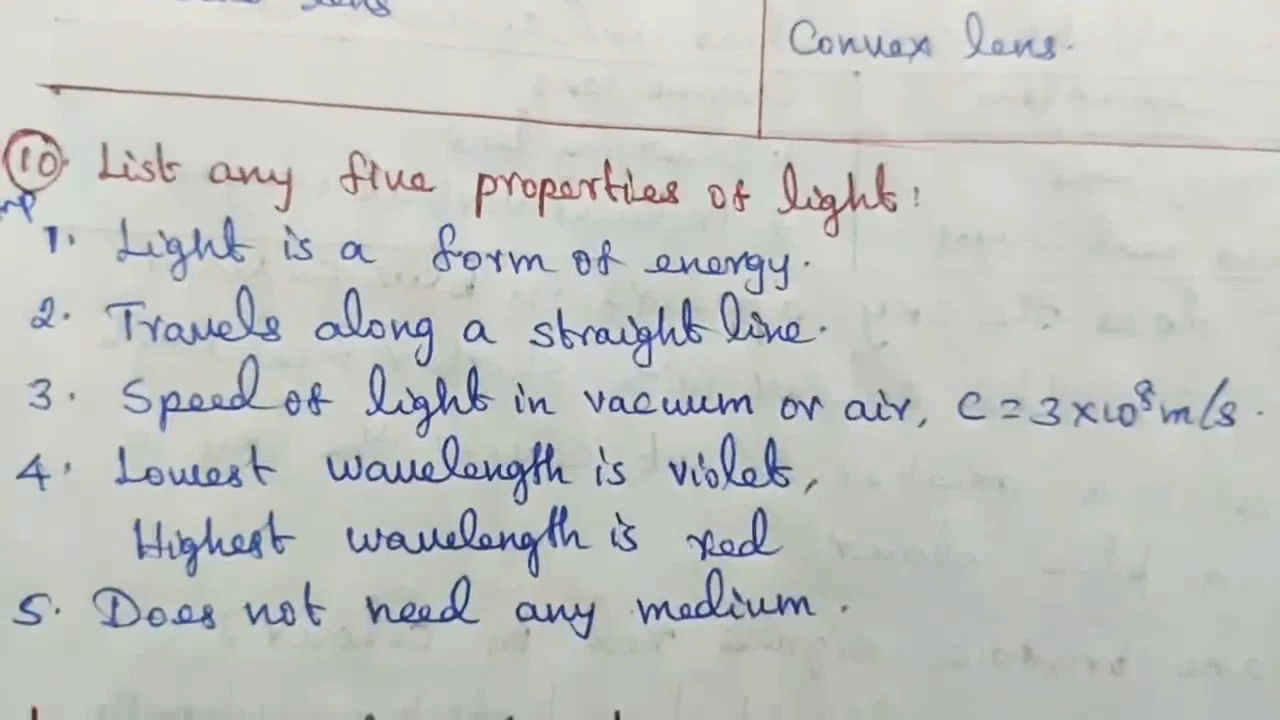 lens
Convex lens.
10. List any five properties of light:
Imp
1. Light is a form of energy.
2. Travels along a straight line.
3. Speed of light in vacuum or air, C = 3 x 10⁸ m/s.
4. Lowest wavelength is violet,
Highest wavelength is red
5. Does not need any medium.